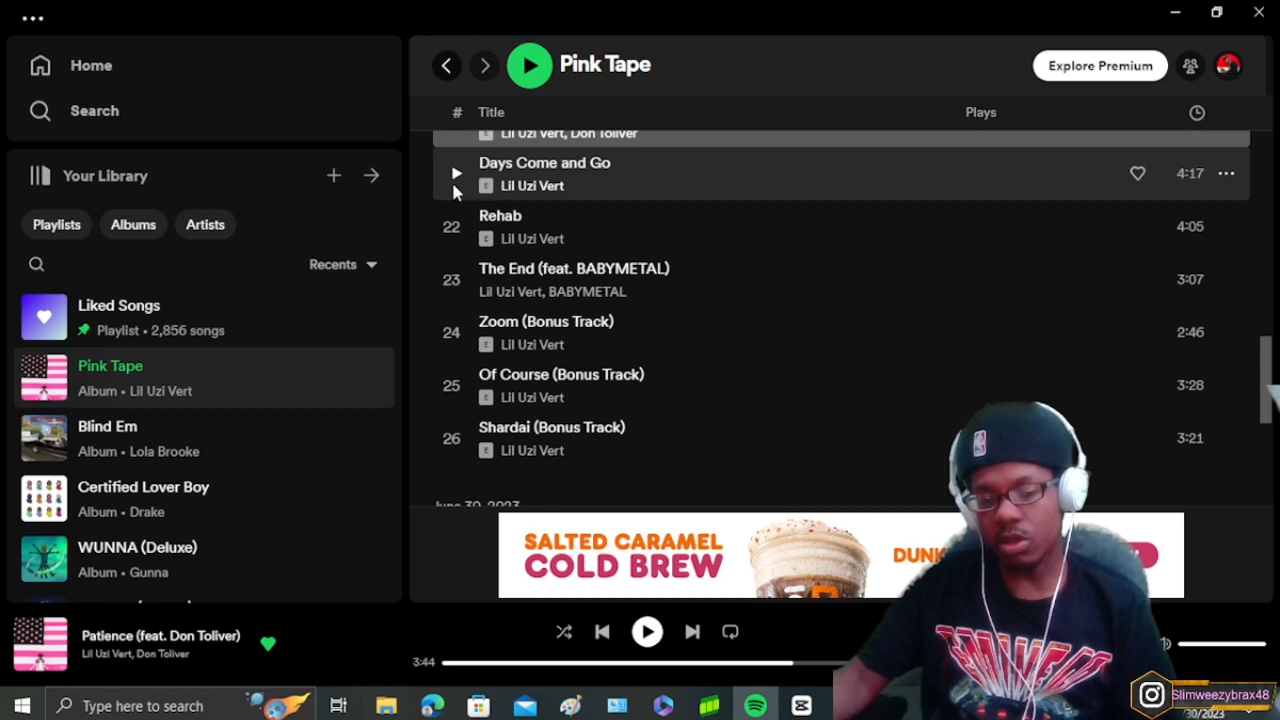 Home
Pink Tape
Explore Premium
Search
# Title Plays
Lil Uzi Vert, Don Toliver
Your Library
Days Come and Go
E Lil Uzi Vert
4:17
Playlists Albums Artists
22 Rehab
E Lil Uzi Vert
4:05
Recents
23 The End (feat. BABYMETAL)
Lil Uzi Vert, BABYMETAL
3:07
Liked Songs
Playlist • 2,856 songs
24 Zoom (Bonus Track)
E Lil Uzi Vert
2:46
Pink Tape
Album • Lil Uzi Vert
25 Of Course (Bonus Track)
E Lil Uzi Vert
3:28
Blind Em
Album • Lola Brooke
26 Shardai (Bonus Track)
E Lil Uzi Vert
3:21
Certified Lover Boy
Album • Drake
June 30, 2023
SALTED CARAMEL
COLD BREW
DUNK
WUNNA (Deluxe)
Album • Gunna
Patience (feat. Don Toliver)
Lil Uzi Vert, Don Toliver
3:44
Type here to search
Slimweezybrax48
/30/2023